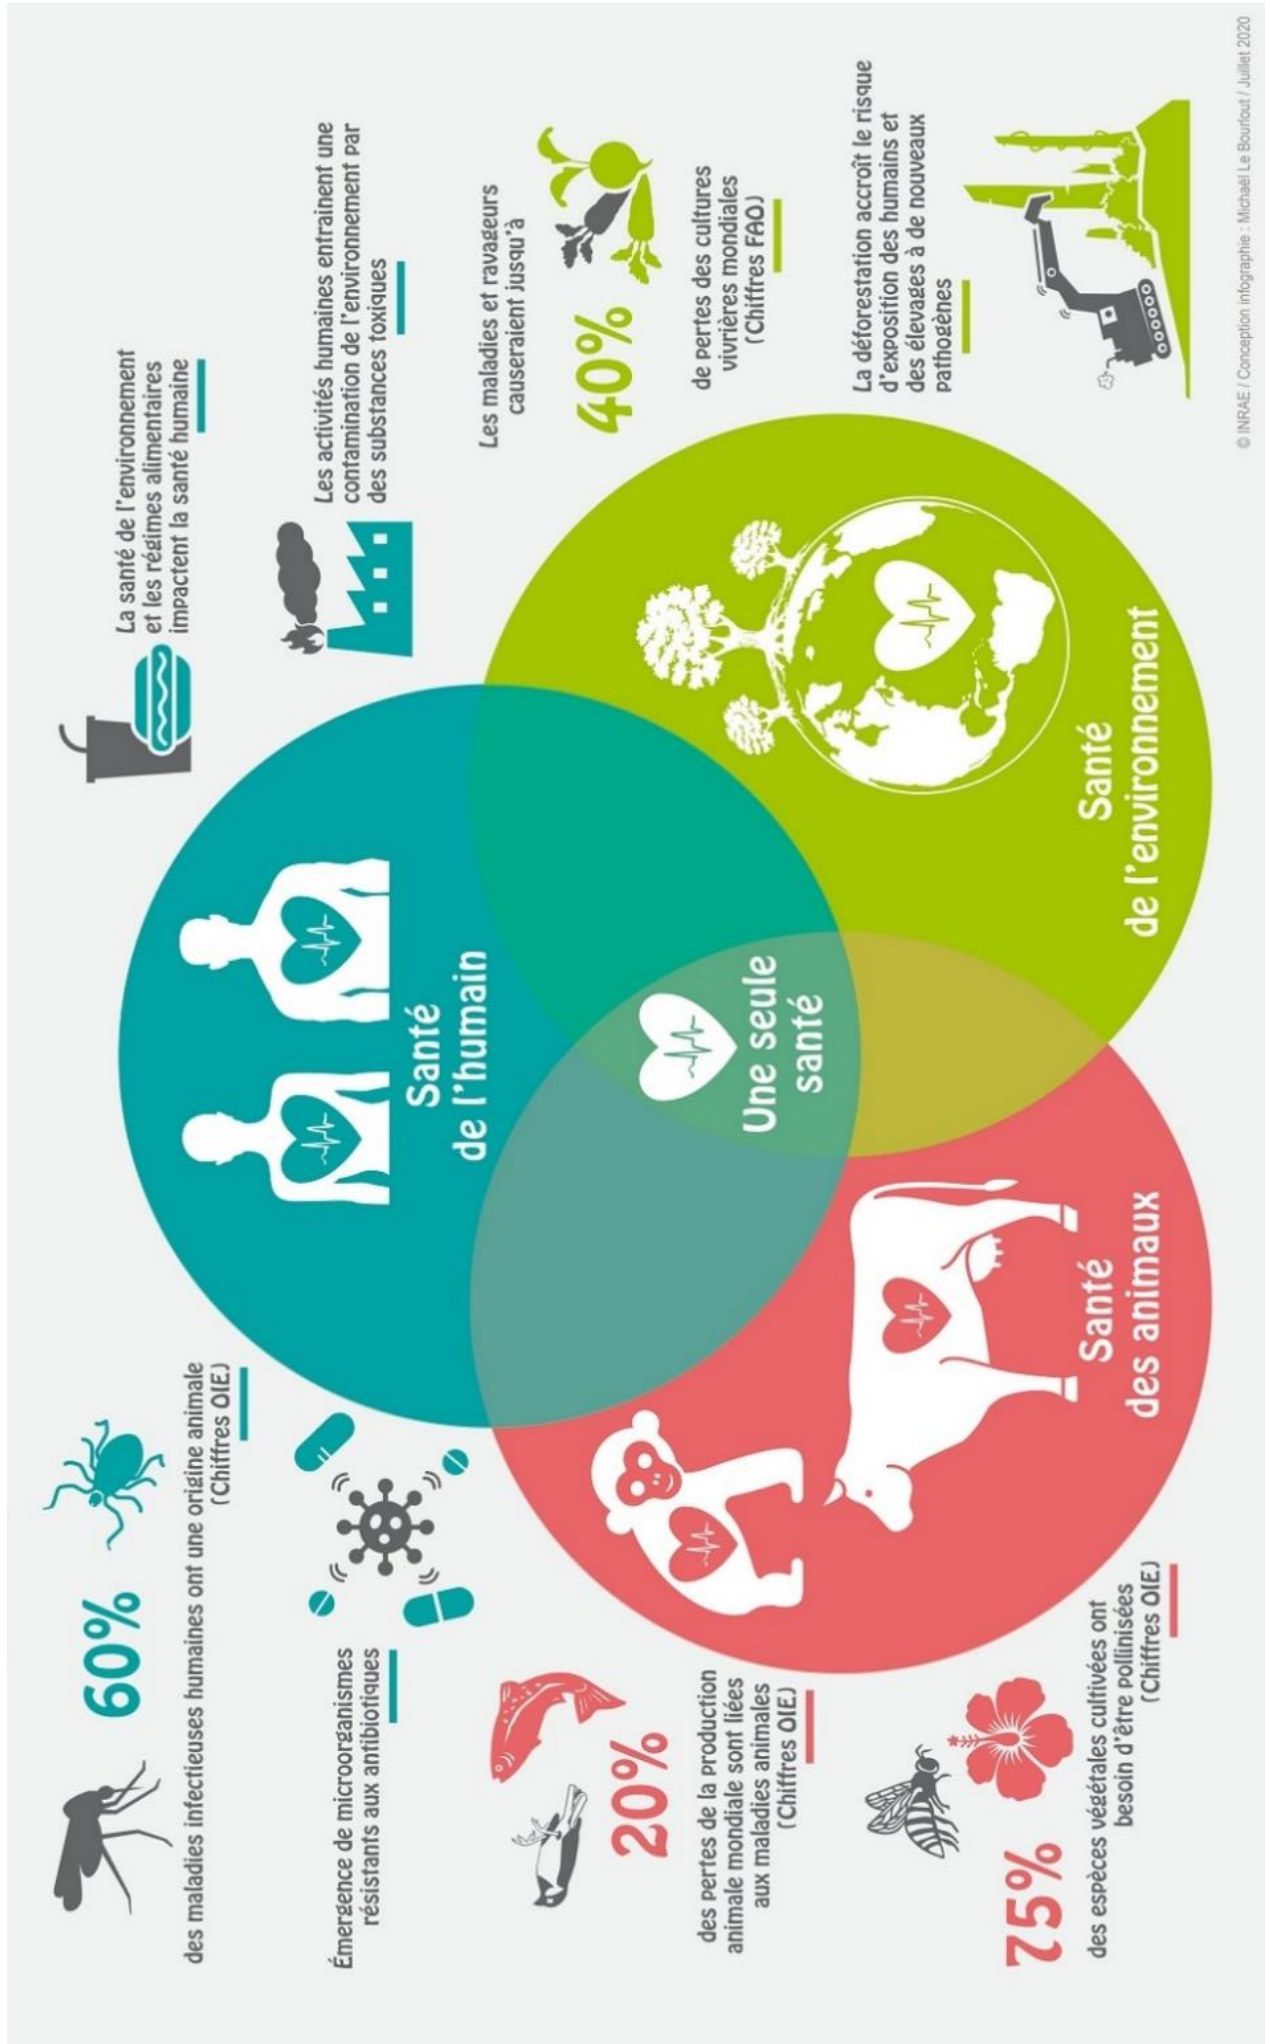 60%
des maladies infectieuses humaines ont une origine animale
(Chiffres OIE)
Émergence de microorganismes
résistants aux antibiotiques
20%
des pertes de la production
animale mondiale sont liées
aux maladies animales
(Chiffres OIE)
75%
des espèces végétales cultivées ont
besoin d'être pollinisées
(Chiffres OIE)
Santé
de l'humain
Une seule
santé
Santé
des animaux
Santé
de l'environnement
La santé de l'environnement
et les régimes alimentaires
impactent la santé humaine
Les activités humaines entrainent une
contamination de l'environnement par
des substances toxiques
Les maladies et ravageurs
causeraient jusqu'à
40%
de pertes des cultures
vivrières mondiales
(Chiffres FAO)
La déforestation accroît le risque
d'exposition des humains et
des élevages à de nouveaux
pathogènes
© INRAE / Conception infographie : Michaël Le Bourlout / Juillet 2020